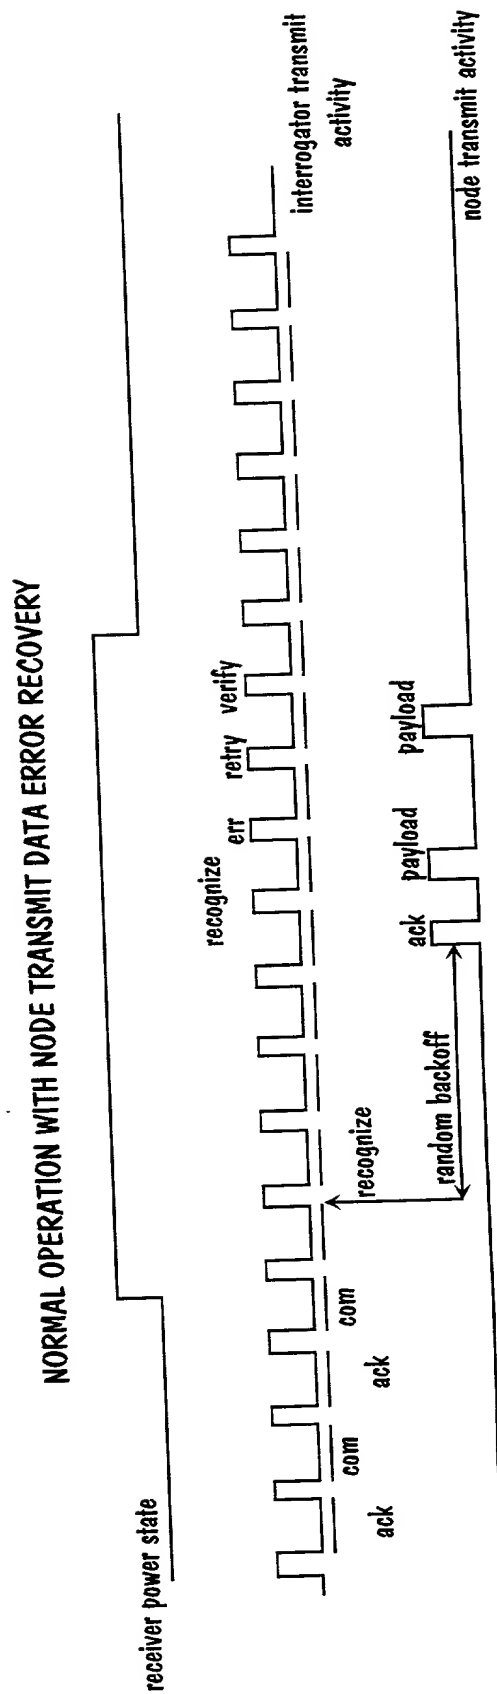 NORMAL OPERATION WITH NODE TRANSMIT DATA ERROR RECOVERY
receiver power state
interrogator transmit
activity
ack
com
ack
com
recognize
recognize
err
retry
verify
random backoff
ack
payload
payload
node transmit activity